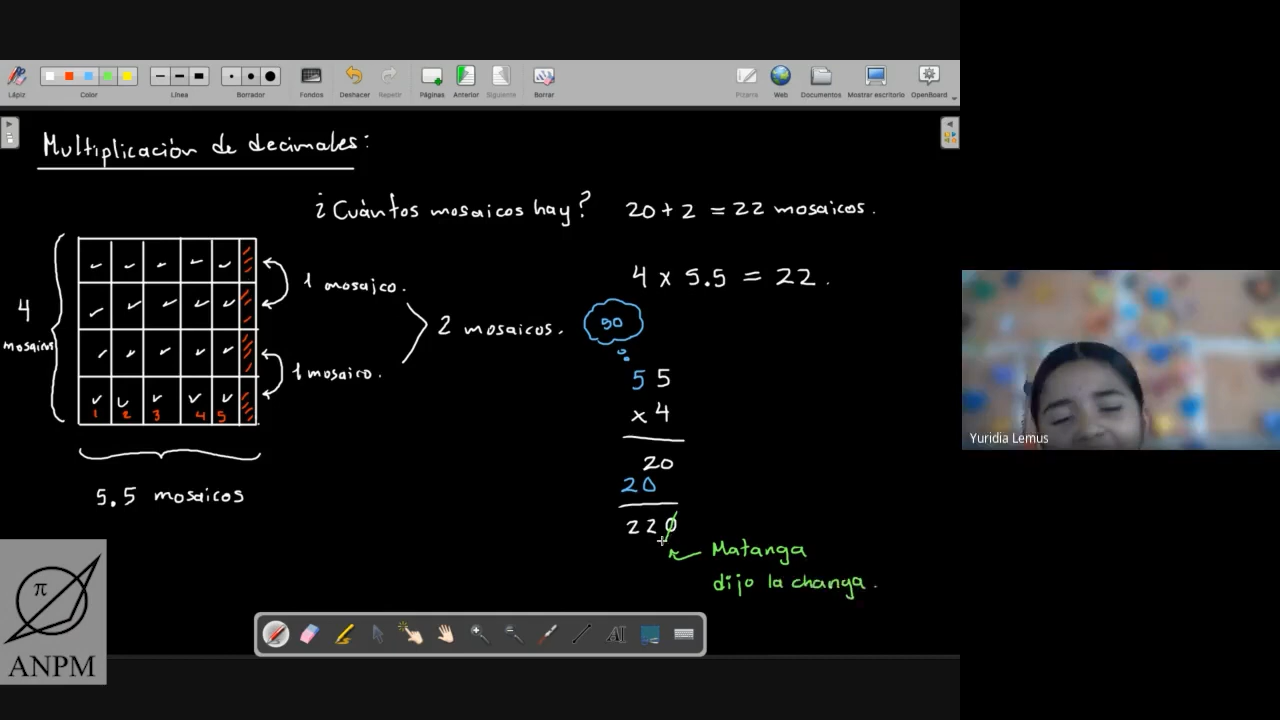 Lápiz
Color
Línea
Borrador
Fondos
Deshacer
Repetir
Páginas
Anterior
Siguiente
Borrar
Pizarra
Web
Documentos
Mostrar escritorio
OpenBoard
Multiplicación de decimales:
¿Cuántos mosaicos hay? 20 + 2 = 22 mosaicos.
4 x 5.5 = 22.
4
mosaicos
1 mosaico.
2 mosaicos.
1 mosaico.
1 2 3 4 5
5.5 mosaicos
50
5 5
x 4
20
20
220
Matanga
dijo la changa.
π
ANPM
AI
Yuridia Lemus